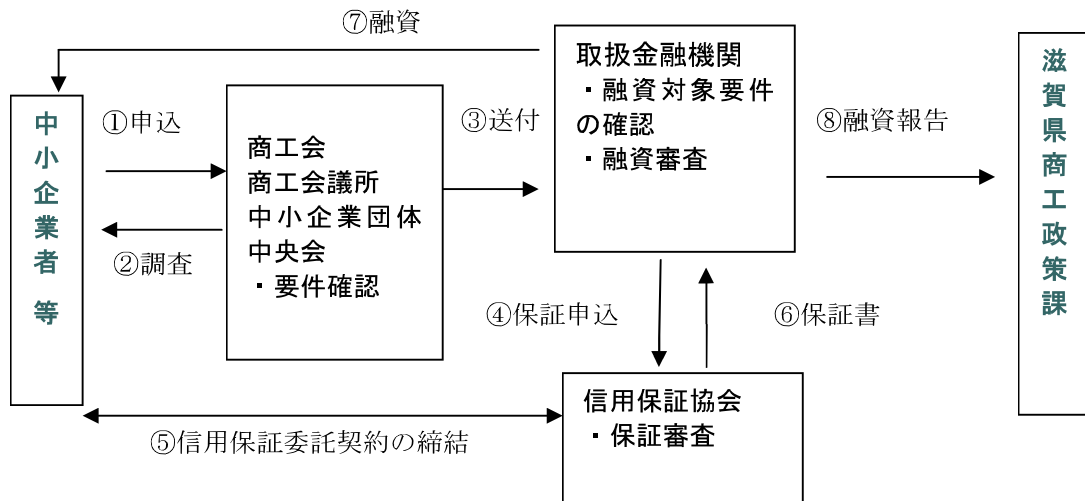 ⑦融資
中小企業者 等
①申込
②調査
商工会
商工会議所
中小企業団体
中央会
・要件確認
③送付
取扱金融機関
・融資対象要件
の確認
・融資審査
⑧融資報告
滋賀県商工政策課
④保証申込
⑥保証書
⑤信用保証委託契約の締結
信用保証協会
・保証審査